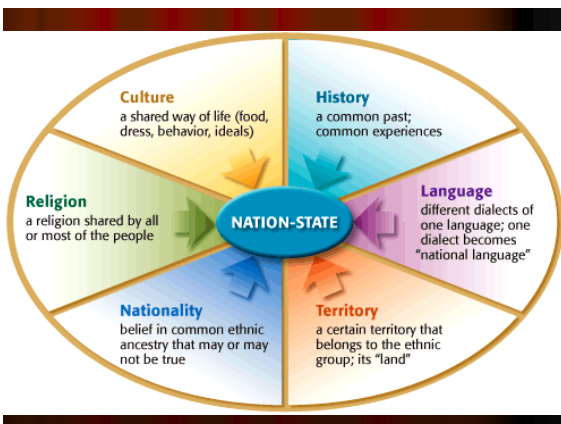 Culture
a shared way of life (food,
dress, behavior, ideals)
History
a common past;
common experiences
Religion
a religion shared by all
or most of the people
NATION-STATE
Language
different dialects of
one language; one
dialect becomes
“national language”
Nationality
belief in common ethnic
ancestry that may or may
not be true
Territory
a certain territory that
belongs to the ethnic
group; its “land”